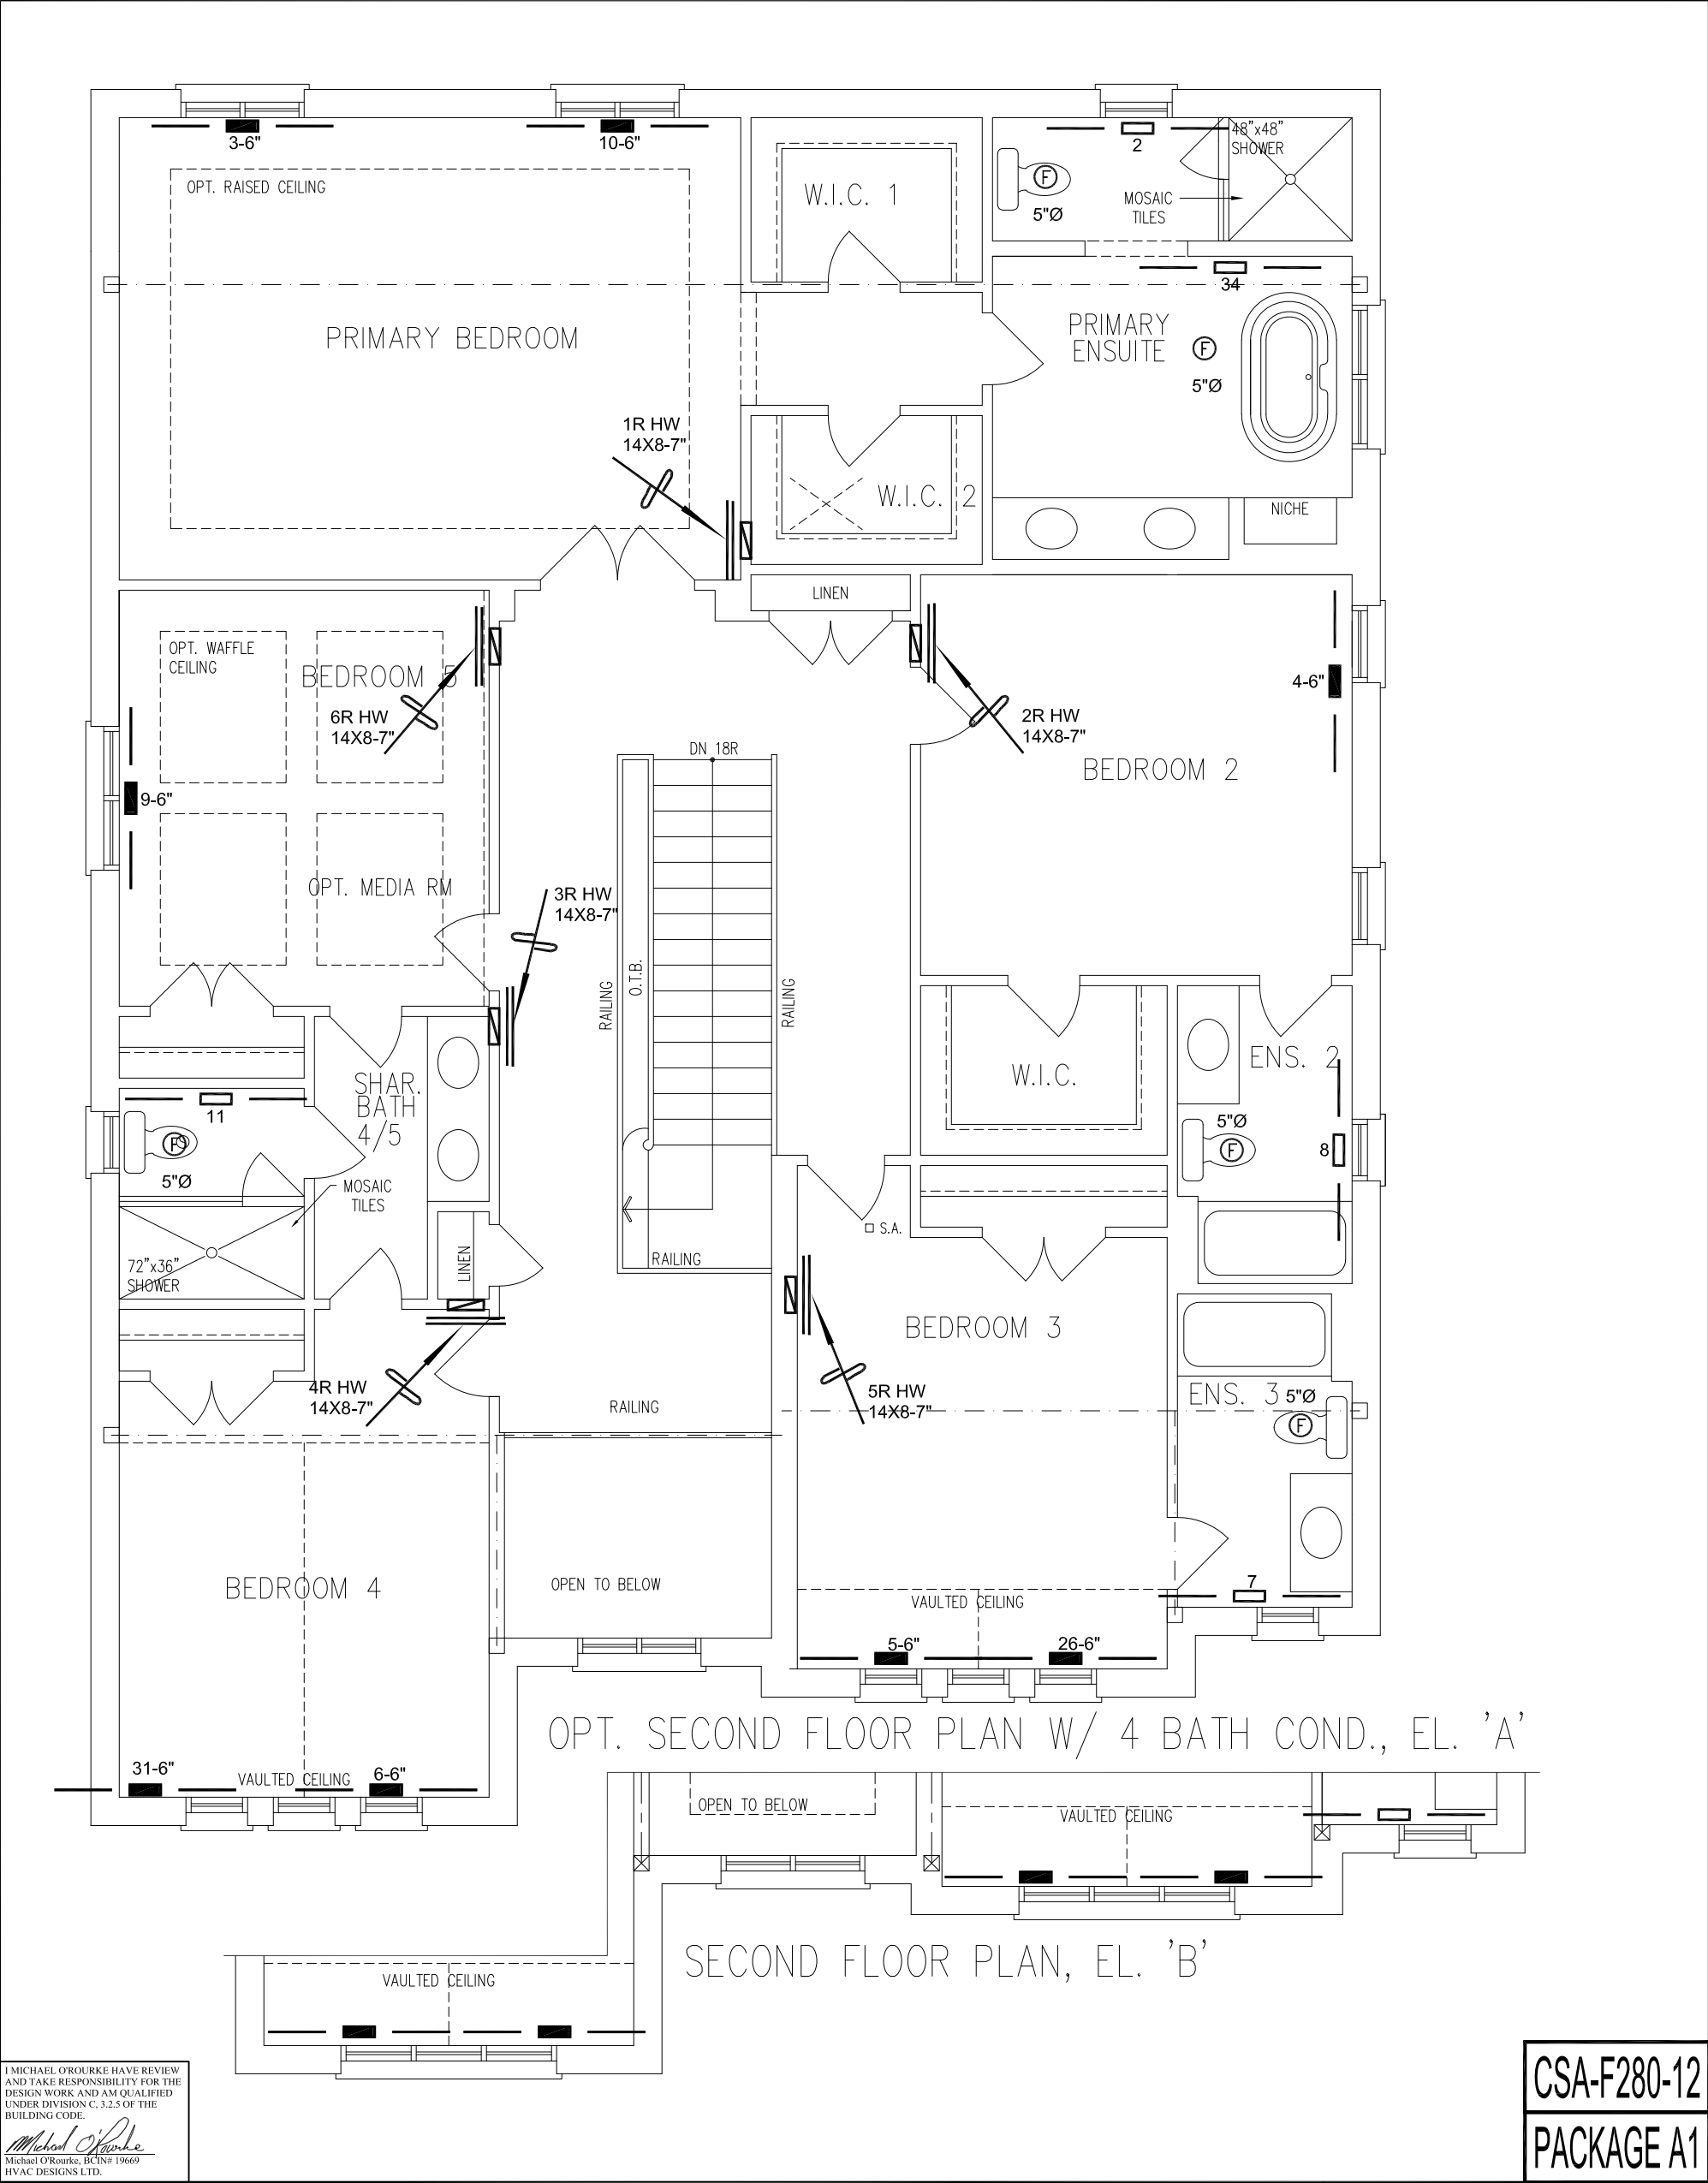 3-6"
10-6"
2
48"x48"
SHOWER
OPT. RAISED CEILING
W.I.C. 1
5"Ø
F
MOSAIC
TILES
34
PRIMARY BEDROOM
PRIMARY
ENSUITE
F
5"Ø
1R HW
14X8-7"
W.I.C. 2
NICHE
LINEN
OPT. WAFFLE
CEILING
BEDROOM 5
6R HW
14X8-7"
2R HW
14X8-7"
4-6"
DN 18R
BEDROOM 2
9-6"
OPT. MEDIA RM
3R HW
14X8-7"
RAILING
O.T.B.
RAILING
SHAR.
BATH
4/5
W.I.C.
ENS. 2
11
F
5"Ø
5"Ø
F
8
MOSAIC
TILES
S.A.
72"x36"
SHOWER
LINEN
RAILING
BEDROOM 3
4R HW
14X8-7"
RAILING
5R HW
14X8-7"
ENS. 3
5"Ø
F
BEDROOM 4
OPEN TO BELOW
VAULTED CEILING
7
5-6"
26-6"
OPT. SECOND FLOOR PLAN W/ 4 BATH COND., EL. 'A'
31-6"
VAULTED CEILING
6-6"
OPEN TO BELOW
VAULTED CEILING
SECOND FLOOR PLAN, EL. 'B'
VAULTED CEILING
I MICHAEL O'ROURKE HAVE REVIEW
AND TAKE RESPONSIBILITY FOR THE
DESIGN WORK AND AM QUALIFIED
UNDER DIVISION C, 3.2.5 OF THE
BUILDING CODE.
Michael O'Rourke
Michael O'Rourke, BCIN# 19669
HVAC DESIGNS LTD.
CSA-F280-12
PACKAGE A1